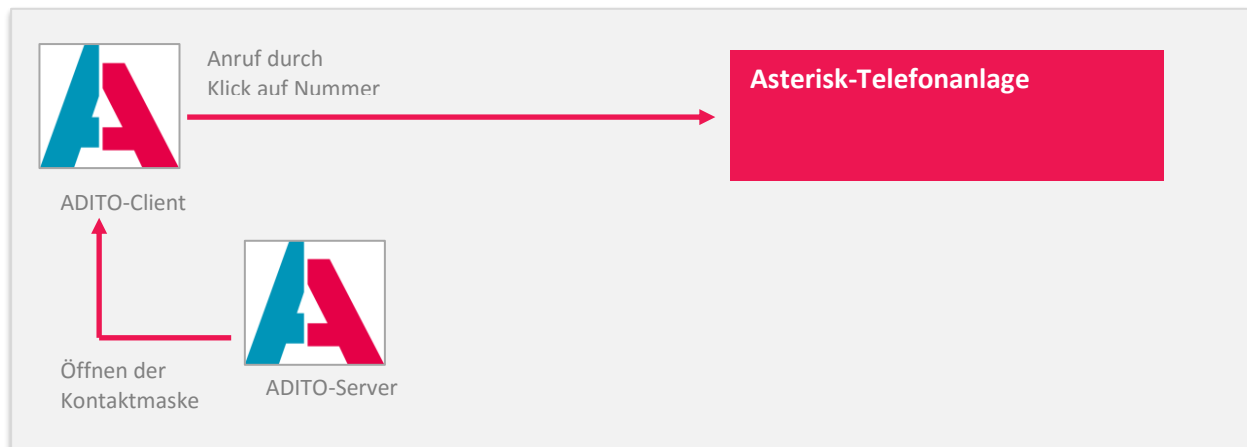 Anruf durch
Klick auf Nummer
Asterisk-Telefonanlage
ADITO-Client
Öffnen der
Kontaktmaske
ADITO-Server